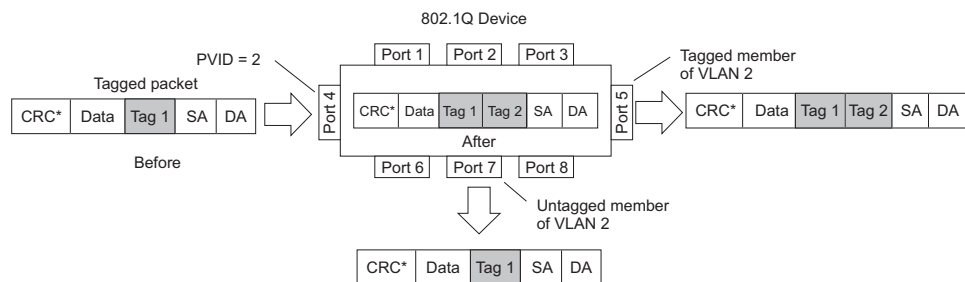 802.1Q Device
Port 1 Port 2 Port 3
PVID = 2
Tagged member
of VLAN 2
Tagged packet
CRC* Data Tag 1 SA DA
Before
Port 4
CRC* Data Tag 1 Tag 2 SA DA
After
Port 5
CRC* Data Tag 1 Tag 2 SA DA
Port 6 Port 7 Port 8
Untagged member
of VLAN 2
CRC* Data Tag 1 SA DA